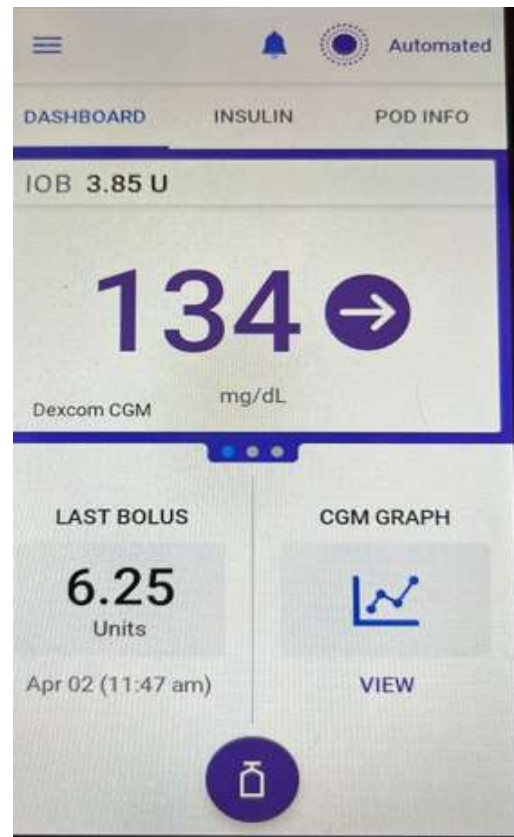 Automated
DASHBOARD INSULIN POD INFO
IOB 3.85 U
134
mg/dL
Dexcom CGM
LAST BOLUS CGM GRAPH
6.25
Units
Apr 02 (11:47 am) VIEW